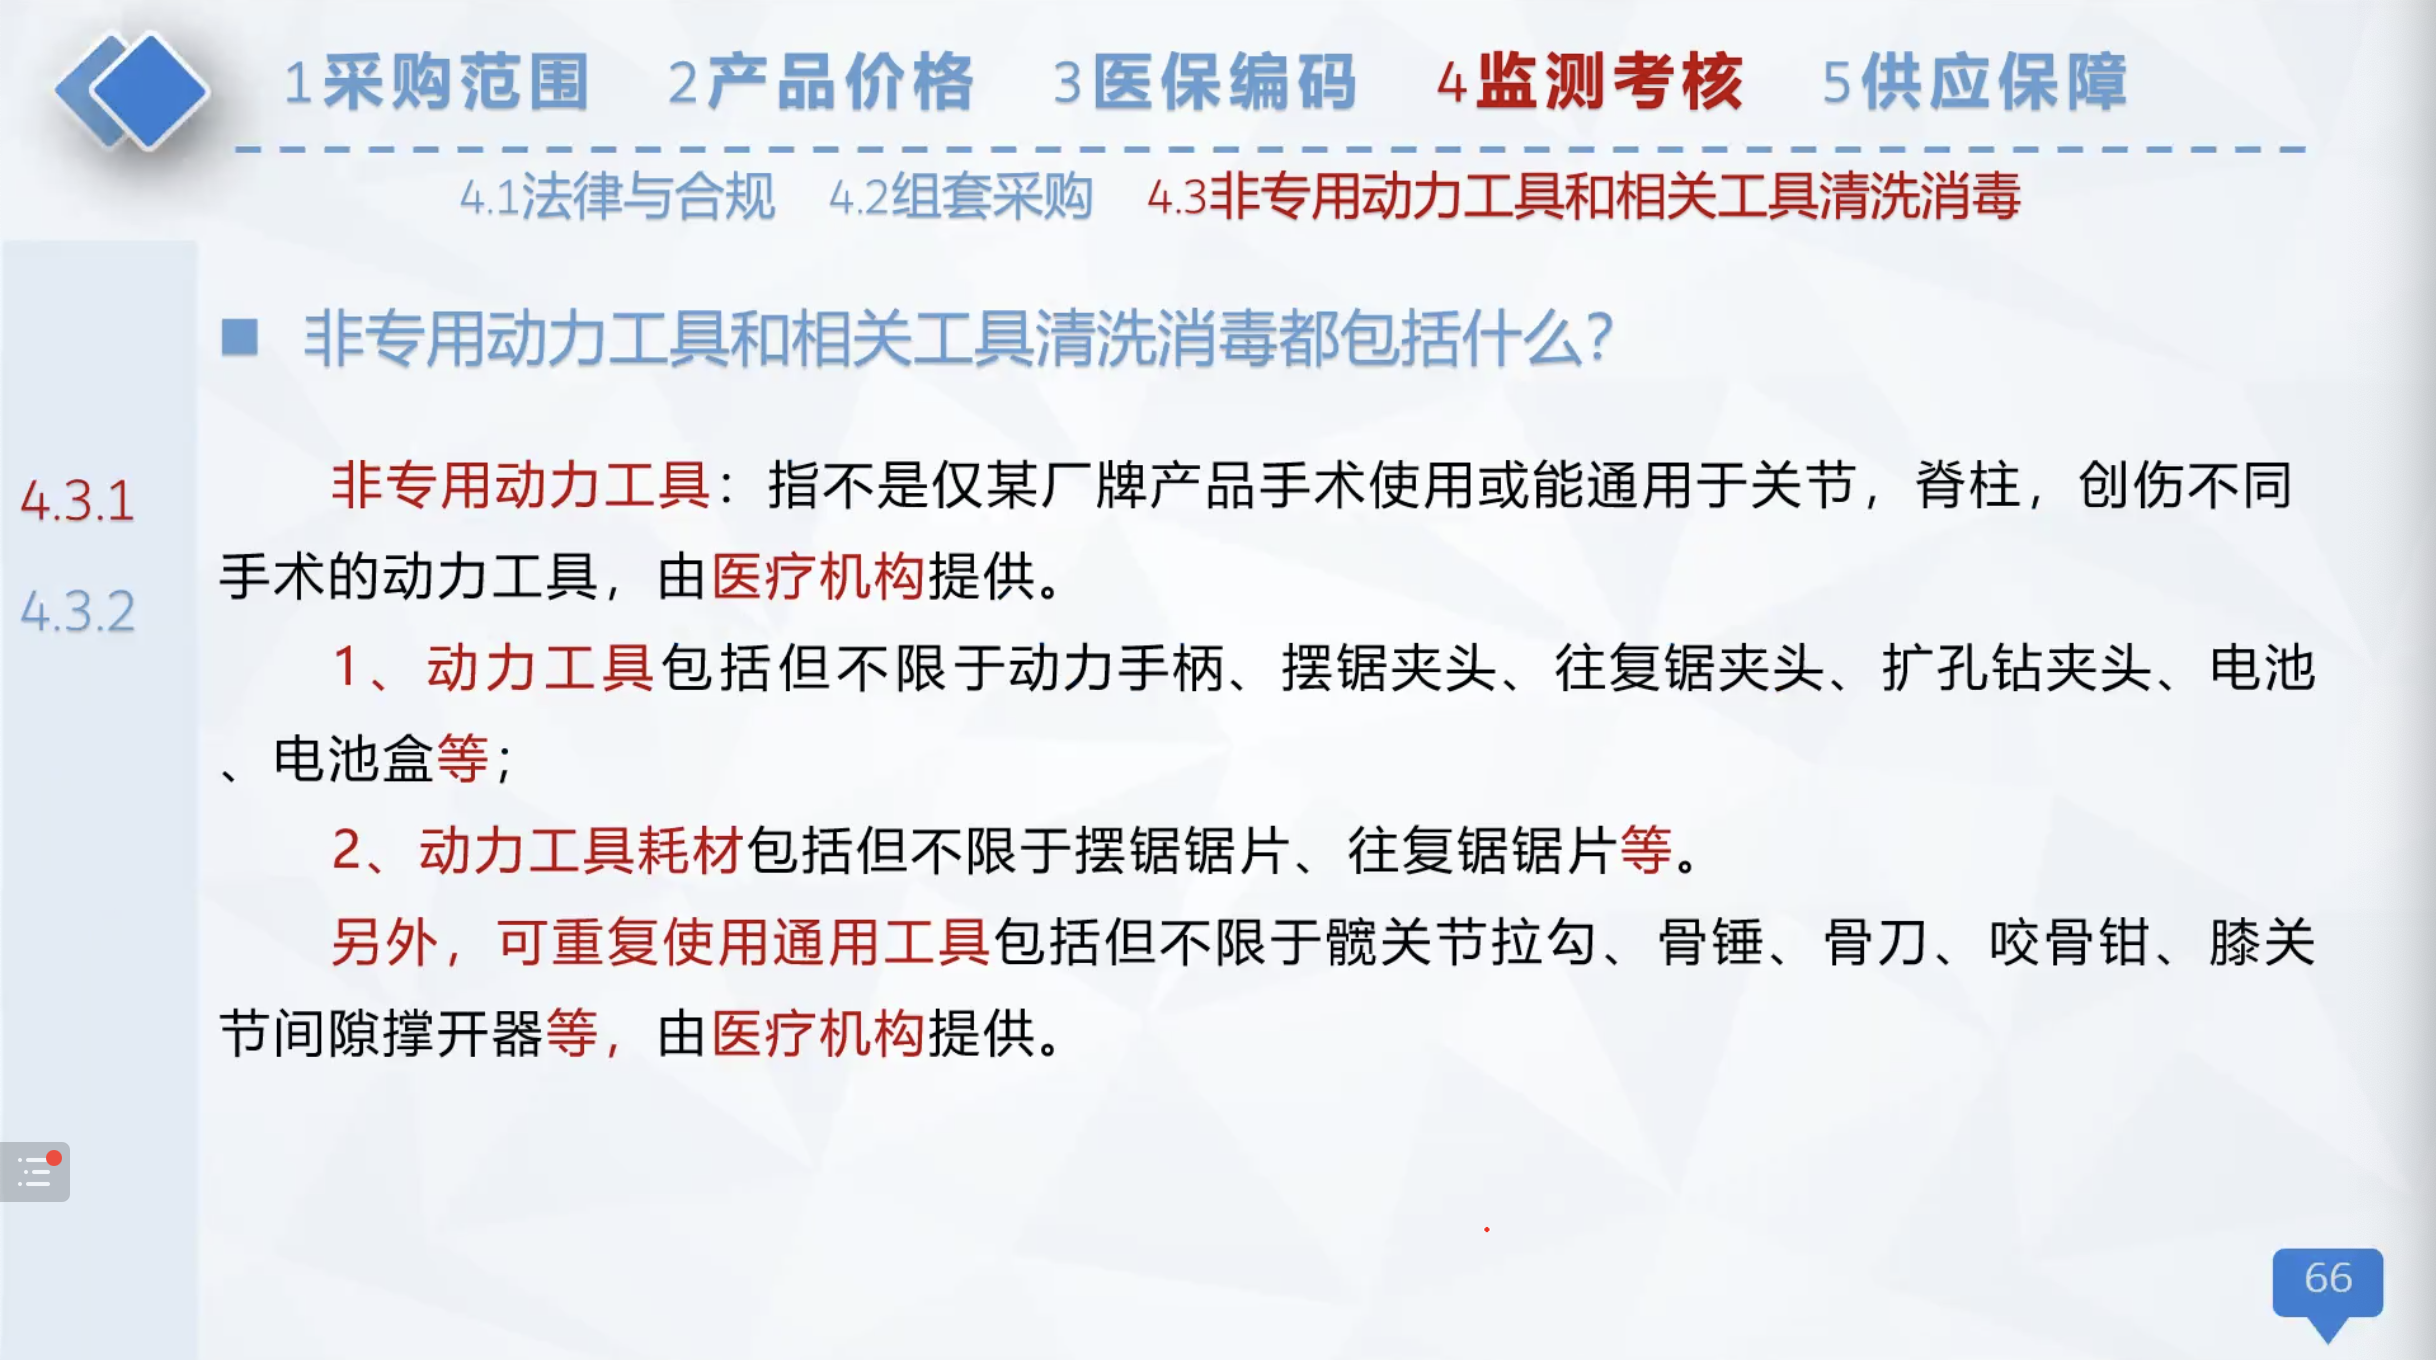 1采购范围 2产品价格 3医保编码 4监测考核 5供应保障
4.1法律与合规 4.2组套采购 4.3非专用动力工具和相关工具清洗消毒
■ 非专用动力工具和相关工具清洗消毒都包括什么？
4.3.1
4.3.2
非专用动力工具：指不是仅某厂牌产品手术使用或能通用于关节，脊柱，创伤不同
手术的动力工具，由医疗机构提供。
1、动力工具包括但不限于动力手柄、摆锯夹头、往复锯夹头、扩孔钻夹头、电池
、电池盒等；
2、动力工具耗材包括但不限于摆锯锯片、往复锯锯片等。
另外，可重复使用通用工具包括但不限于髋关节拉勾、骨锤、骨刀、咬骨钳、膝关
节间隙撑开器等，由医疗机构提供。
66